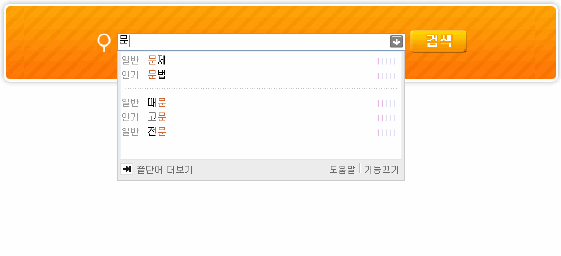 문 검색
일반 문제
인기 문법
일반 때문
인기 고문
일반 전문
끝단어 더보기 도움말 기능끄기